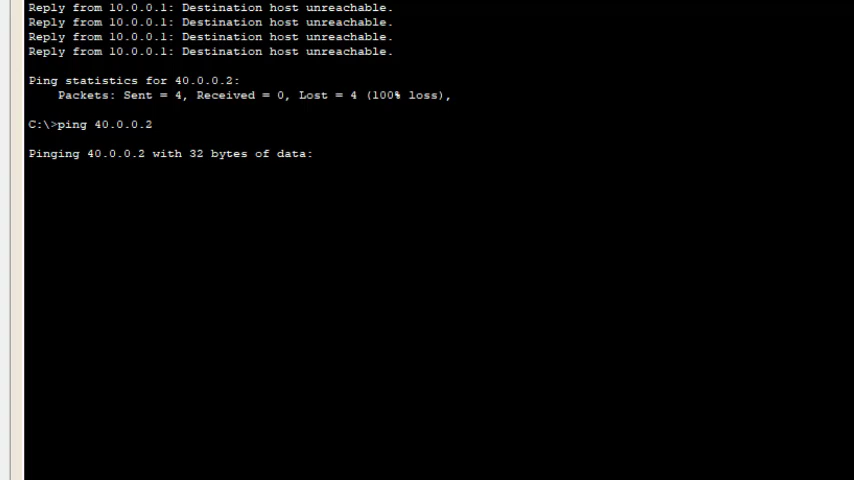 Reply from 10.0.0.1: Destination host unreachable.
Reply from 10.0.0.1: Destination host unreachable.
Reply from 10.0.0.1: Destination host unreachable.
Reply from 10.0.0.1: Destination host unreachable.
Ping statistics for 40.0.0.2:
Packets: Sent = 4, Received = 0, Lost = 4 (100% loss),
C:\>ping 40.0.0.2
Pinging 40.0.0.2 with 32 bytes of data: